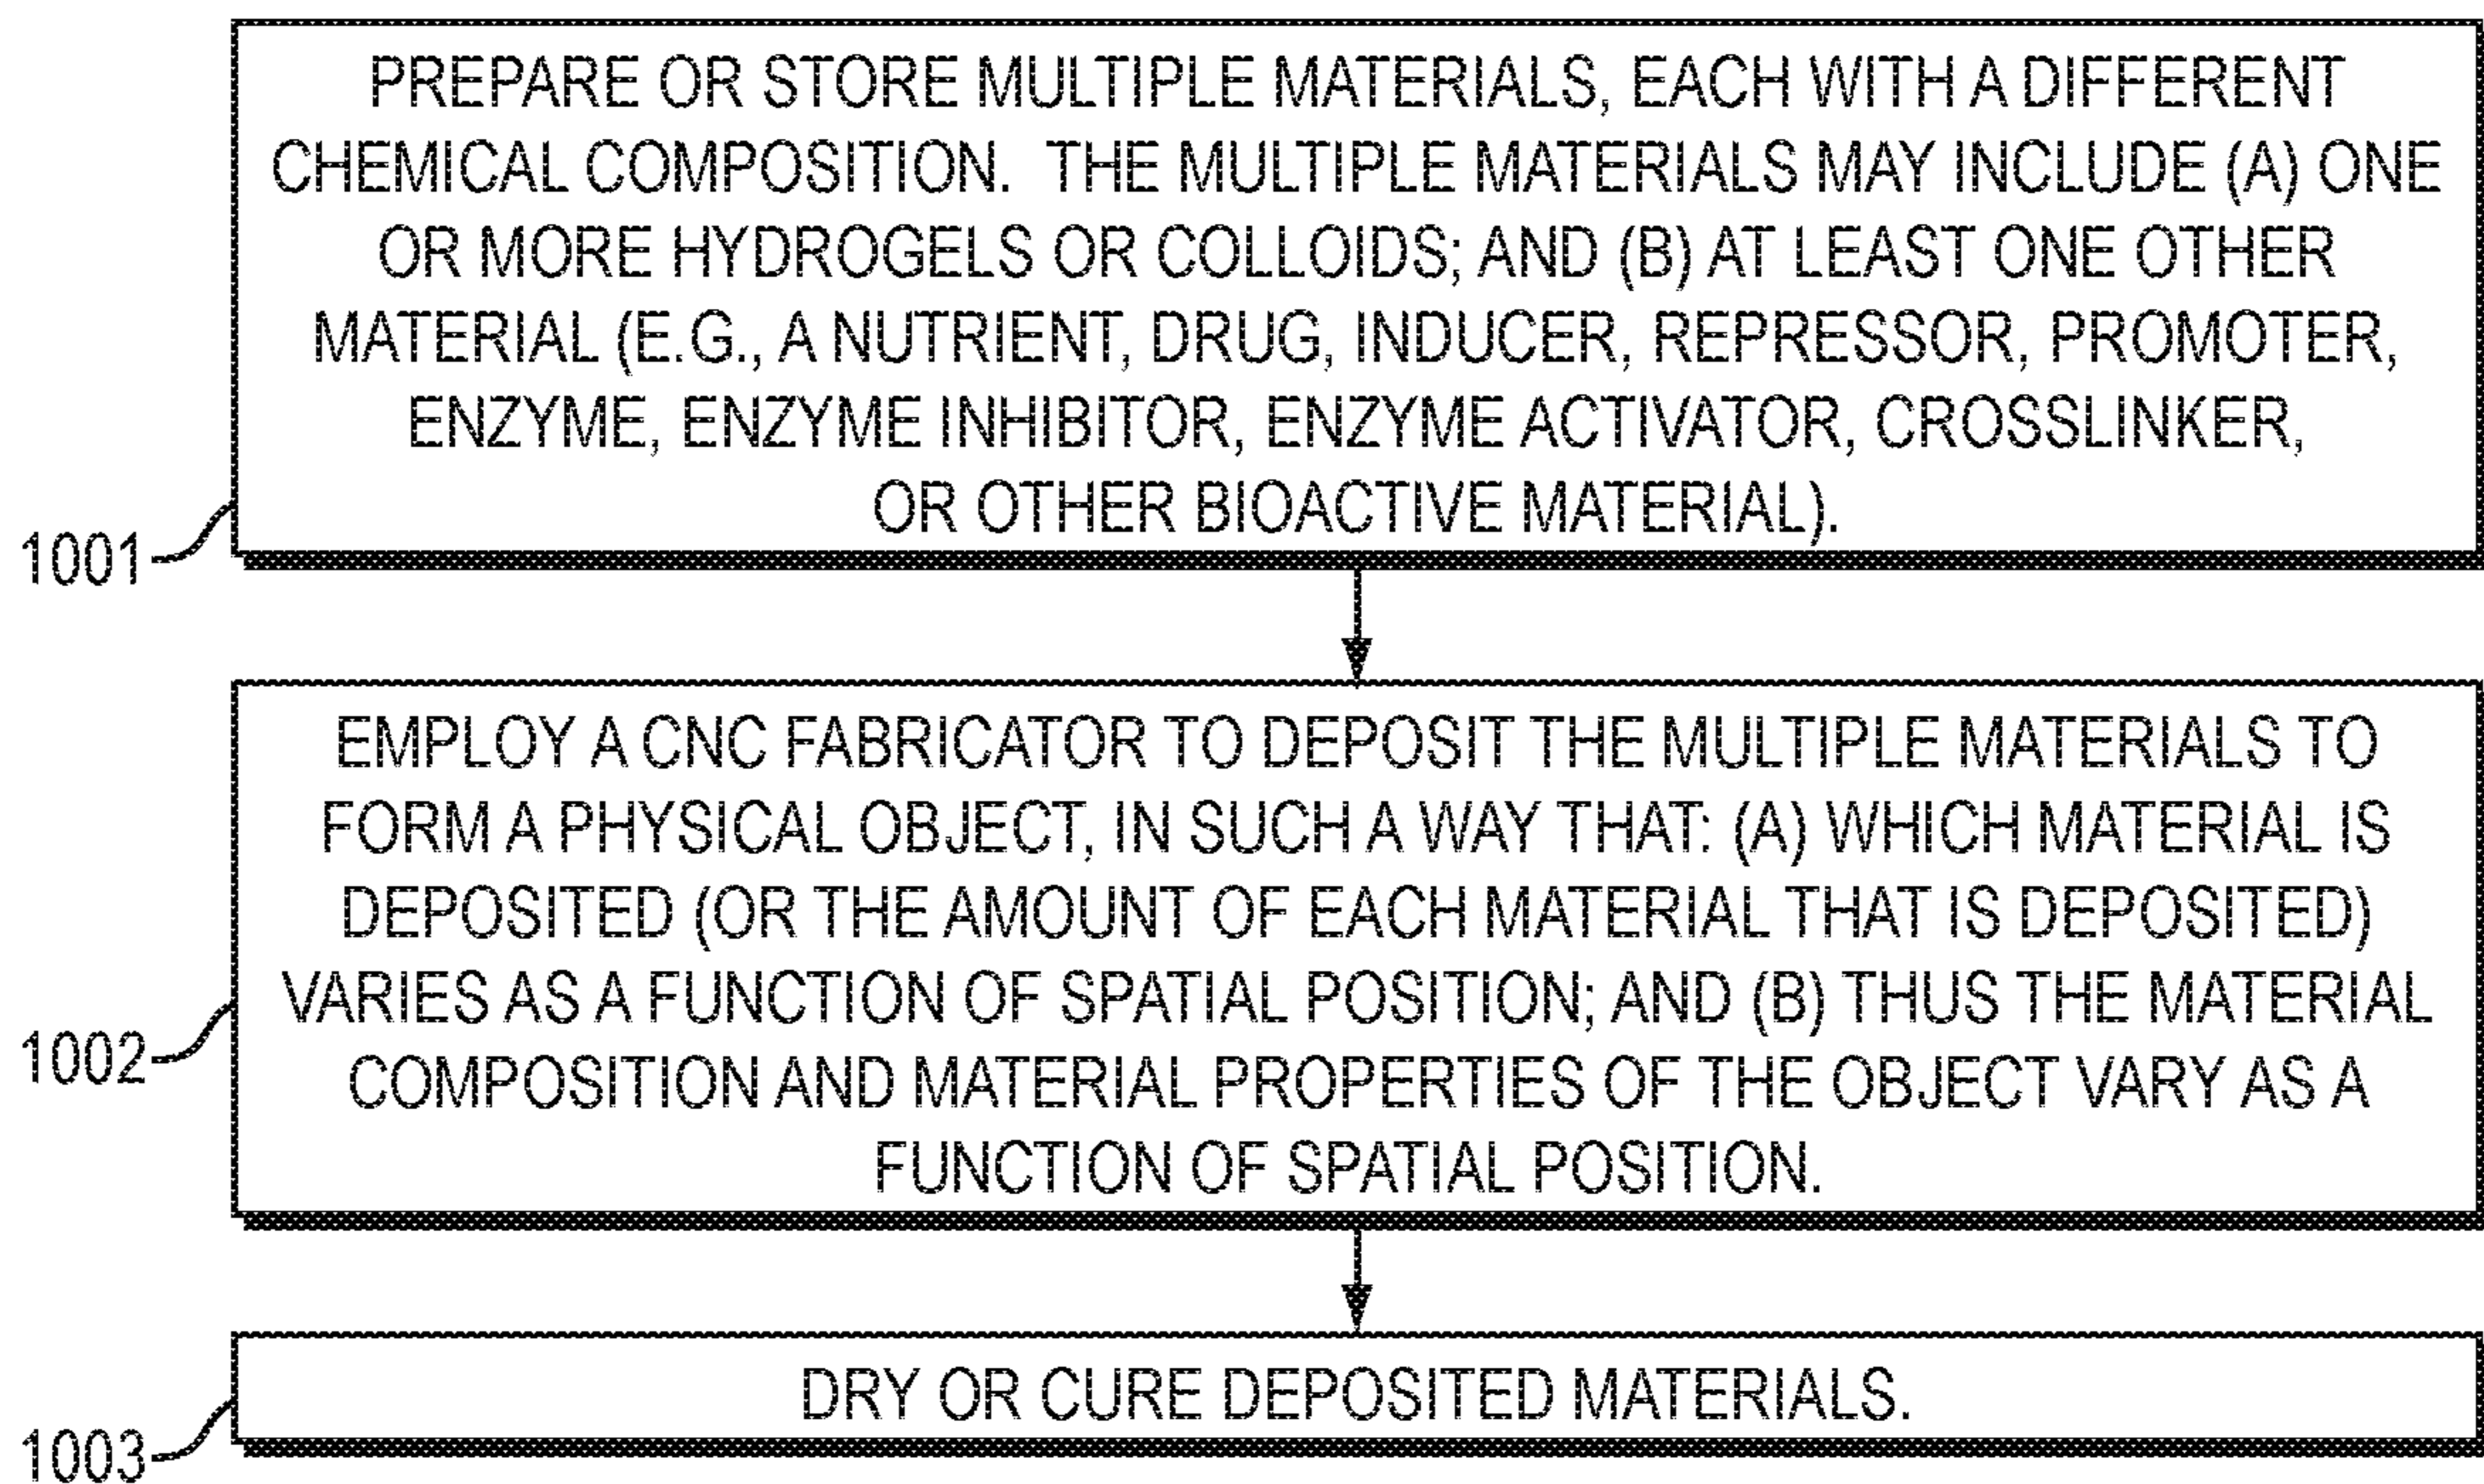 PREPARE OR STORE MULTIPLE MATERIALS, EACH WITH A DIFFERENT
CHEMICAL COMPOSITION. THE MULTIPLE MATERIALS MAY INCLUDE (A) ONE
OR MORE HYDROGELS OR COLLOIDS; AND (B) AT LEAST ONE OTHER
MATERIAL (E.G., A NUTRIENT, DRUG, INDUCER, REPRESSOR, PROMOTER,
ENZYME, ENZYME INHIBITOR, ENZYME ACTIVATOR, CROSSLINKER,
OR OTHER BIOACTIVE MATERIAL).
1001
EMPLOY A CNC FABRICATOR TO DEPOSIT THE MULTIPLE MATERIALS TO
FORM A PHYSICAL OBJECT, IN SUCH A WAY THAT: (A) WHICH MATERIAL IS
DEPOSITED (OR THE AMOUNT OF EACH MATERIAL THAT IS DEPOSITED)
VARIES AS A FUNCTION OF SPATIAL POSITION; AND (B) THUS THE MATERIAL
COMPOSITION AND MATERIAL PROPERTIES OF THE OBJECT VARY AS A
FUNCTION OF SPATIAL POSITION.
1002
DRY OR CURE DEPOSITED MATERIALS.
1003